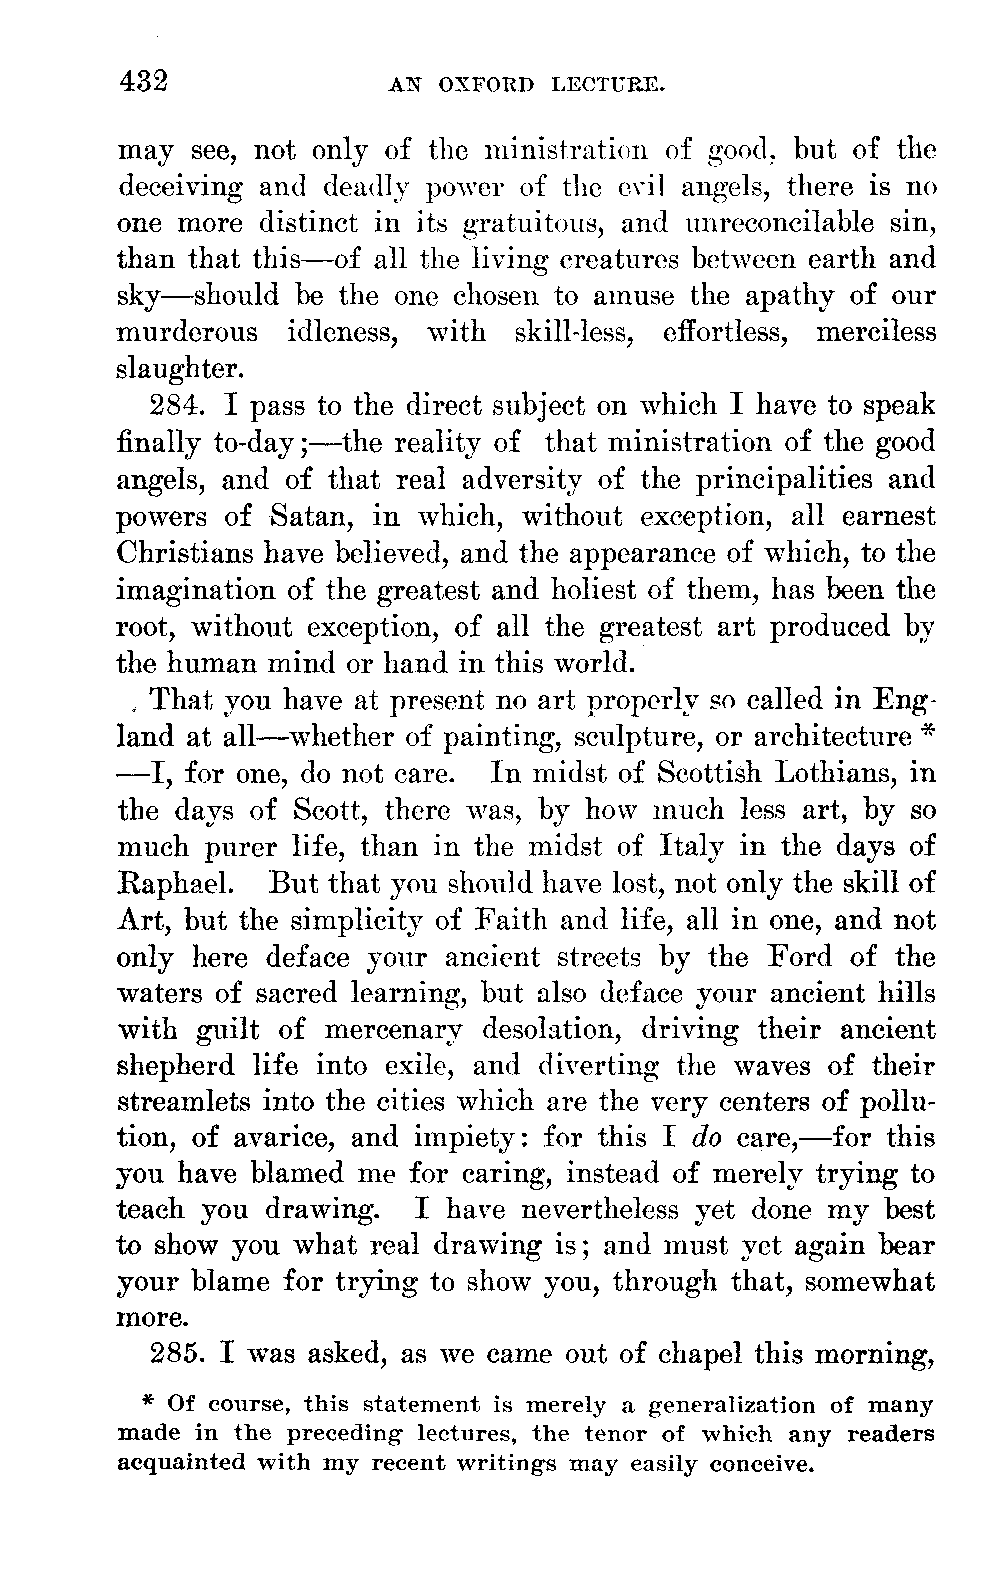 432 AN OXFORD LECTURE.
may see, not only of the ministration of good, but of the
deceiving and deadly power of the evil angels, there is no
one more distinct in its gratuitous, and unreconcilable sin,
than that this—of all the living creatures between earth and
sky—should be the one chosen to amuse the apathy of our
murderous idleness, with skill-less, effortless, merciless
slaughter.
284. I pass to the direct subject on which I have to speak
finally to-day;—the reality of that ministration of the good
angels, and of that real adversity of the principalities and
powers of Satan, in which, without exception, all earnest
Christians have believed, and the appearance of which, to the
imagination of the greatest and holiest of them, has been the
root, without exception, of all the greatest art produced by
the human mind or hand in this world.
That you have at present no art properly so called in Eng-
land at all—whether of painting, sculpture, or architecture *
—I, for one, do not care. In midst of Scottish Lothians, in
the days of Scott, there was, by how much less art, by so
much purer life, than in the midst of Italy in the days of
Raphael. But that you should have lost, not only the skill of
Art, but the simplicity of Faith and life, all in one, and not
only here deface your ancient streets by the Ford of the
waters of sacred learning, but also deface your ancient hills
with guilt of mercenary desolation, driving their ancient
shepherd life into exile, and diverting the waves of their
streamlets into the cities which are the very centers of pollu-
tion, of avarice, and impiety: for this I do care,—for this
you have blamed me for caring, instead of merely trying to
teach you drawing. I have nevertheless yet done my best
to show you what real drawing is; and must yet again bear
your blame for trying to show you, through that, somewhat
more.
285. I was asked, as we came out of chapel this morning,
* Of course, this statement is merely a generalization of many
made in the preceding lectures, the tenor of which any readers
acquainted with my recent writings may easily conceive.